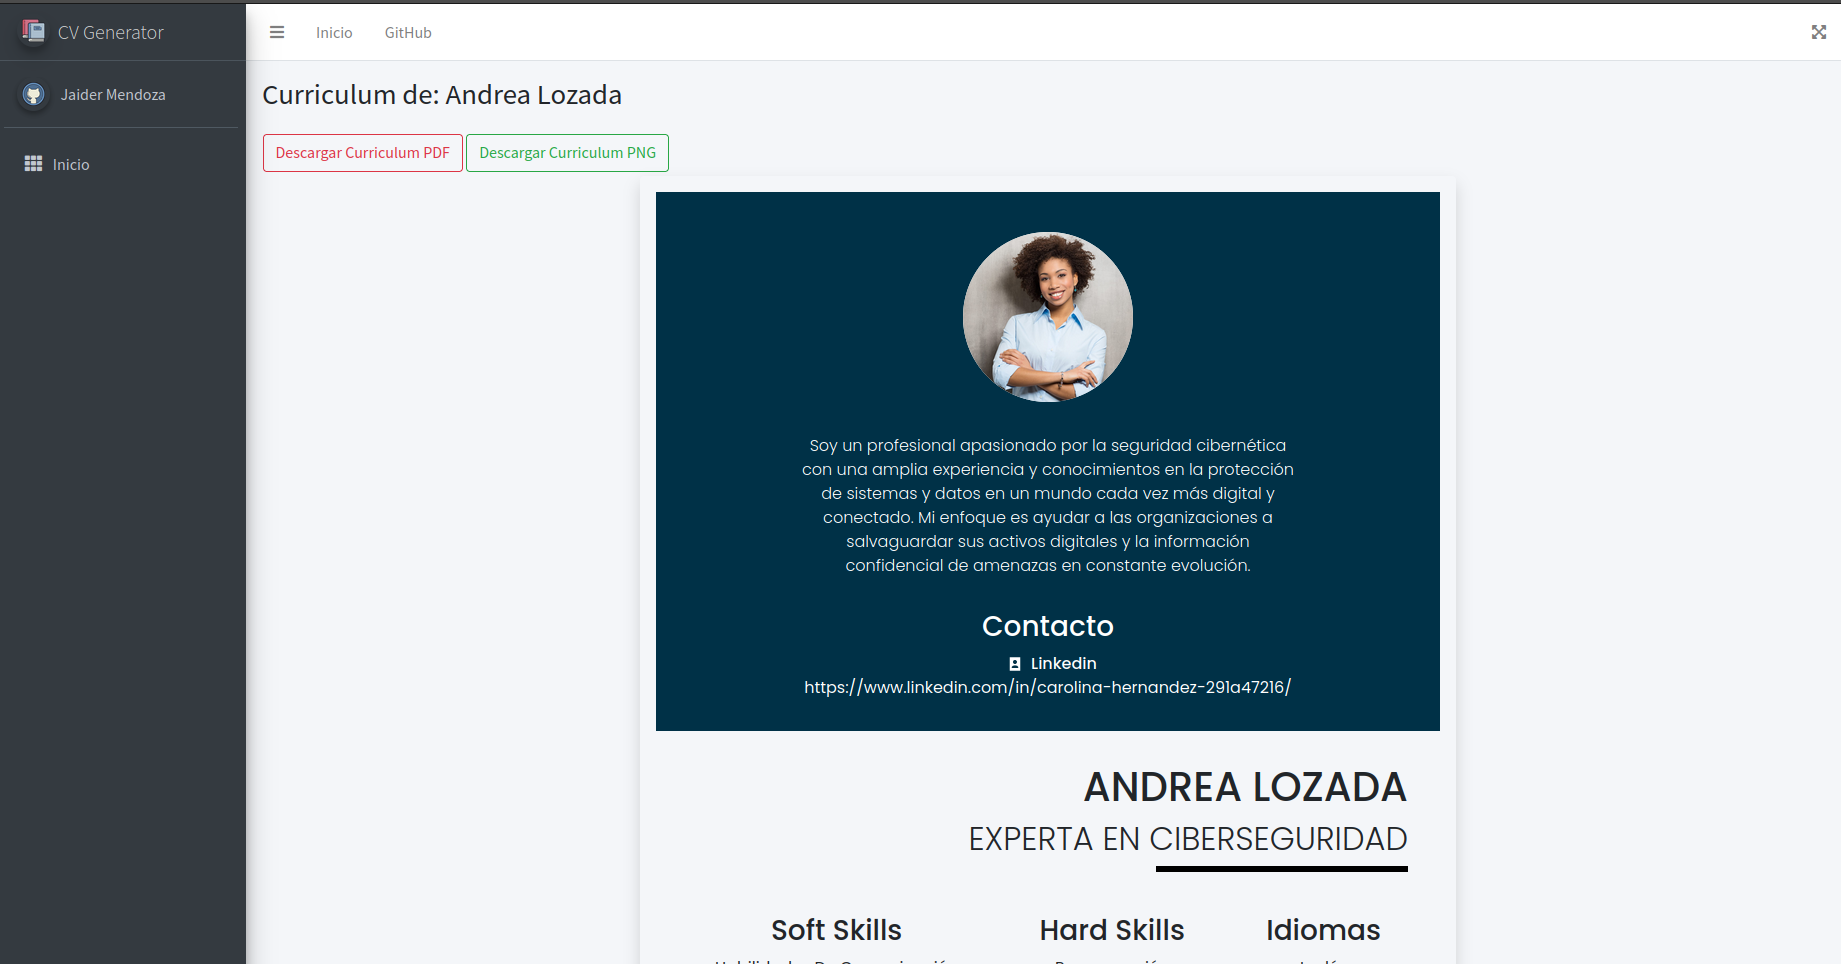 CV Generator
Inicio
GitHub
Jaider Mendoza
Inicio
Curriculum de: Andrea Lozada
Descargar Curriculum PDF
Descargar Curriculum PNG
Soy un profesional apasionado por la seguridad cibernética
con una amplia experiencia y conocimientos en la protección
de sistemas y datos en un mundo cada vez más digital y
conectado. Mi enfoque es ayudar a las organizaciones a
salvaguardar sus activos digitales y la información
confidencial de amenazas en constante evolución.
Contacto
Linkedin
https://www.linkedin.com/in/carolina-hernandez-291a47216/
ANDREA LOZADA
EXPERTA EN CIBERSEGURIDAD
Soft Skills
Hard Skills
Idiomas